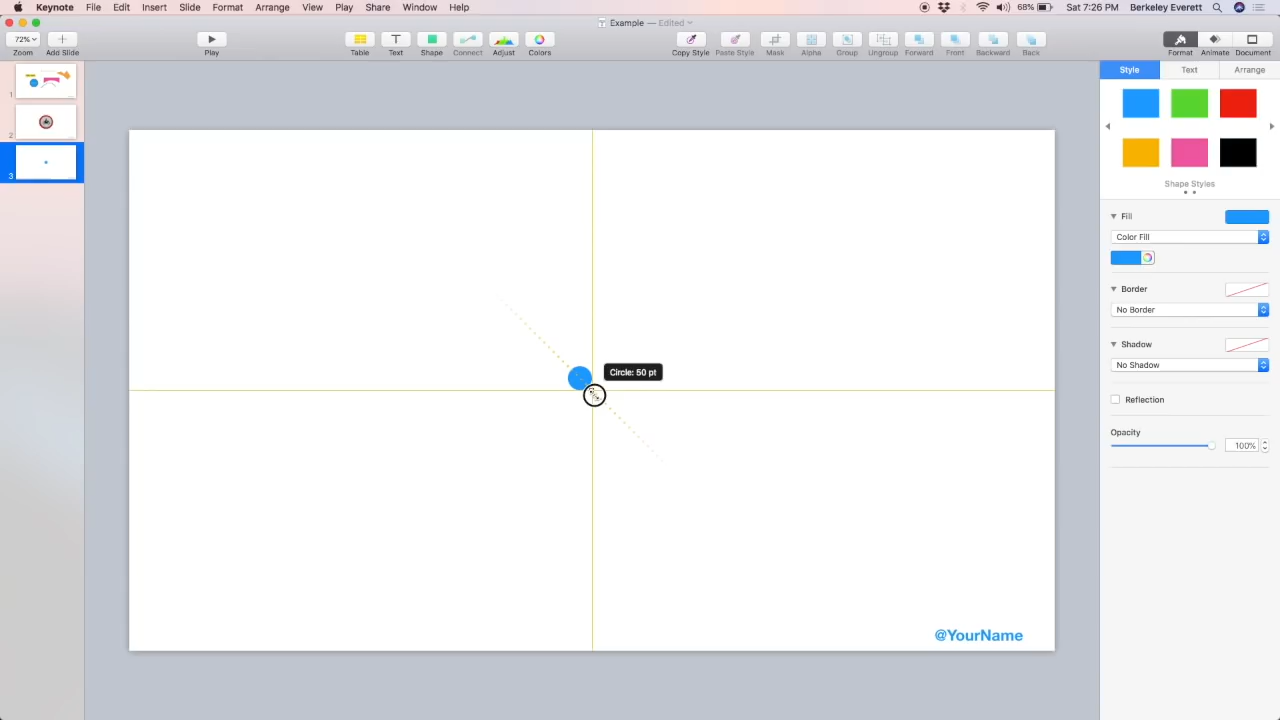 Keynote File Edit Insert Slide Format Arrange View Play Share Window Help 68% Sat 7:26 PM Berkeley Everett
Example — Edited
72%
Zoom Add Slide Play Table Text Shape Connect Adjust Colors Copy Style Paste Style Mask Alpha Group Ungroup Forward Front Backward Back Format Animate Document
Style Text Arrange
1
2
3
Shape Styles
Fill
Color Fill
Border
No Border
Shadow
No Shadow
Reflection
Opacity
100%
Circle: 50 pt
@YourName